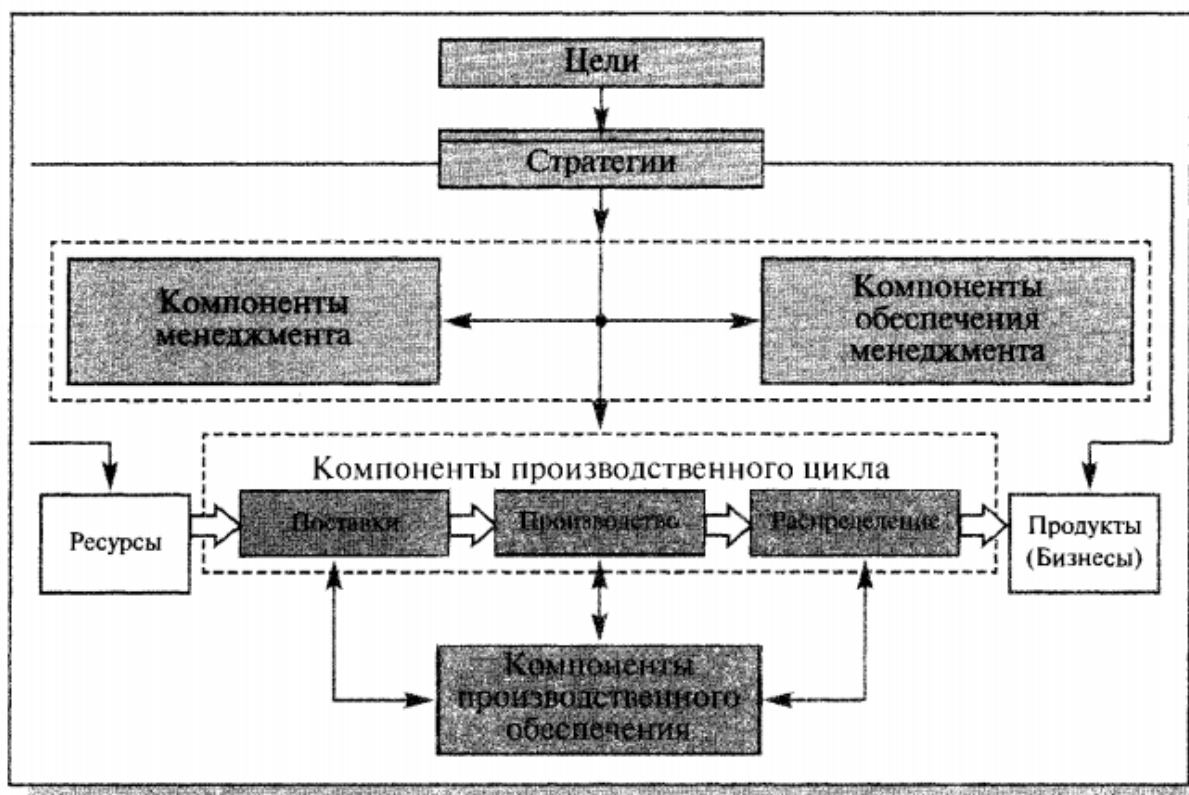 Цели
Стратегии
Компоненты
менеджмента
Компоненты
обеспечения
менеджмента
Компоненты производственного цикла
Ресурсы
Поставки
Производство
Распределение
Продукты
(Бизнесы)
Компоненты
производственного
обеспечения